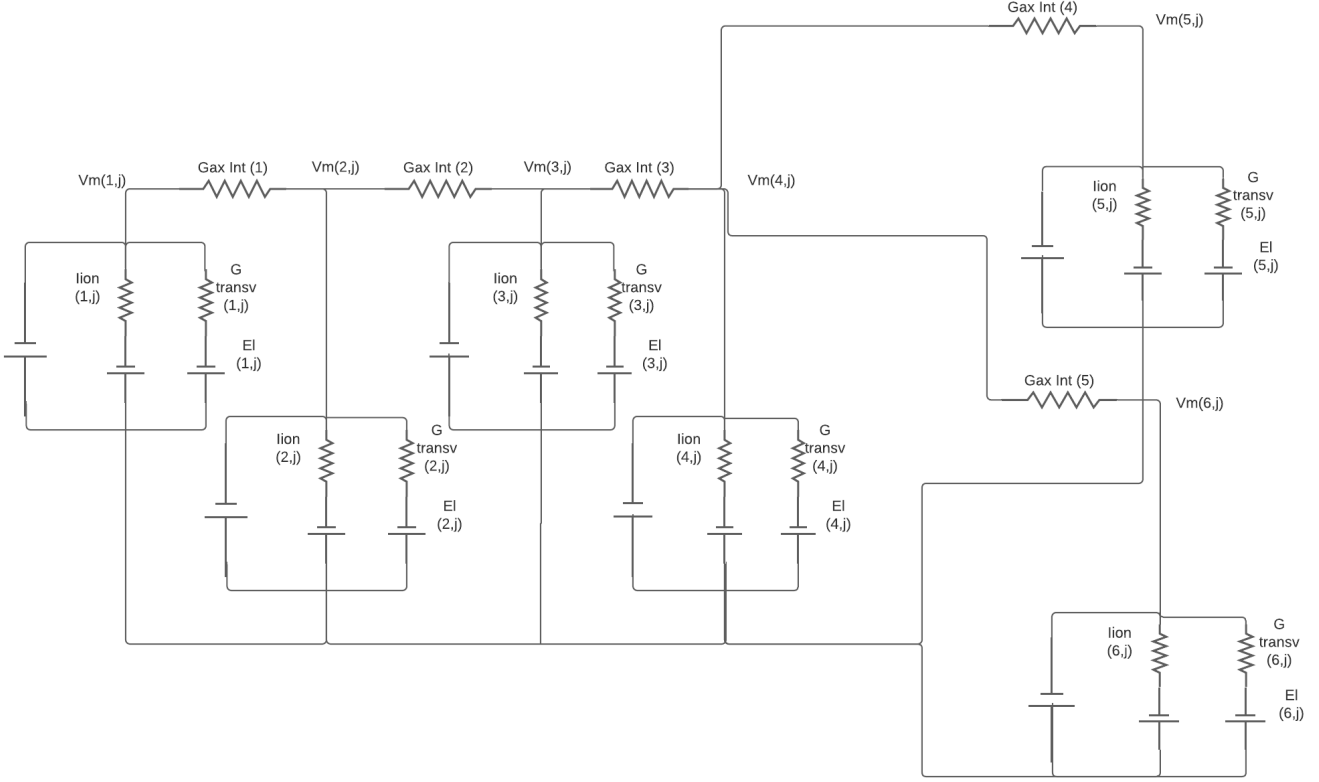 Gax Int (4)
Vm(5,j)
Gax Int (1)
Vm(2,j)
Gax Int (2)
Vm(3,j)
Gax Int (3)
Vm(1,j)
Vm(4,j)
Iion
(5,j)
G
transv
(5,j)
El
(5,j)
Iion
(1,j)
G
transv
(1,j)
El
(1,j)
Iion
(3,j)
G
transv
(3,j)
El
(3,j)
Gax Int (5)
Vm(6,j)
Iion
(2,j)
G
transv
(2,j)
El
(2,j)
Iion
(4,j)
G
transv
(4,j)
El
(4,j)
Iion
(6,j)
G
transv
(6,j)
El
(6,j)